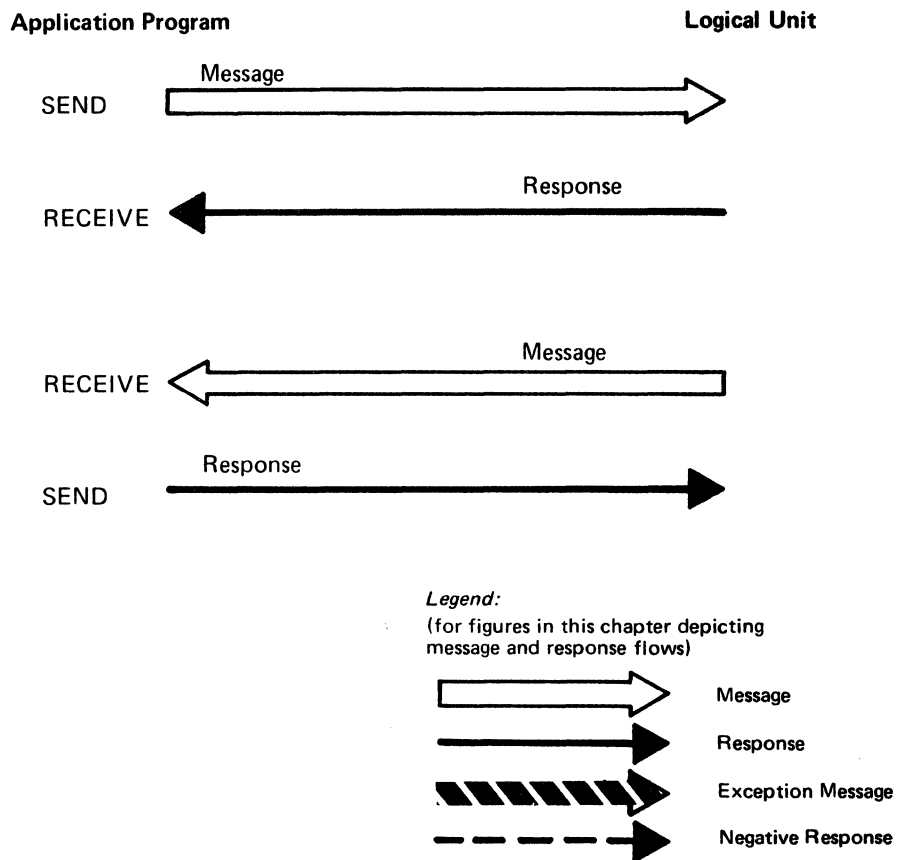 Application Program
Logical Unit
Message
SEND
Response
RECEIVE
Message
RECEIVE
Response
SEND
Legend:
(for figures in this chapter depicting
message and response flows)
Message
Response
Exception Message
Negative Response